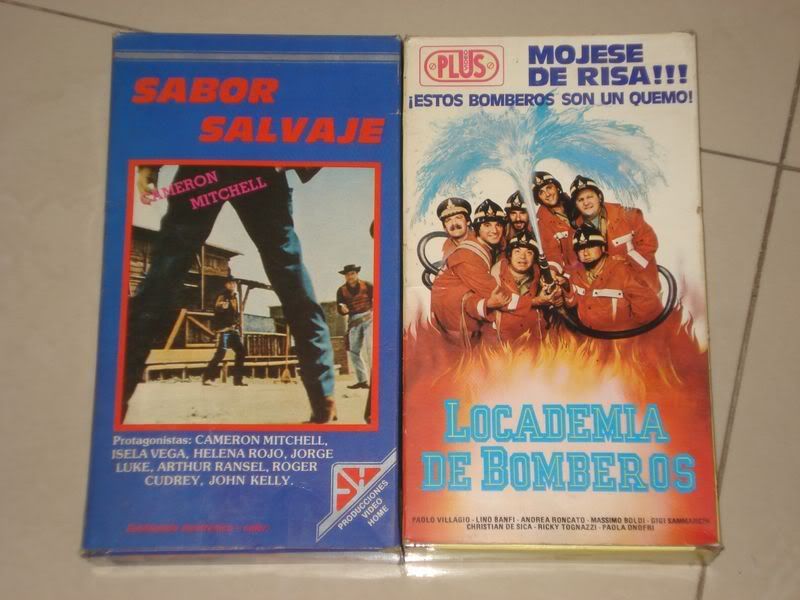 SABOR
SALVAJE
CAMERON
MITCHELL
Protagonistas: CAMERON MITCHELL,
ISELA VEGA, HELENA ROJO, JORGE
LUKE, ARTHUR RANSEL, ROGER
CUDREY, JOHN KELLY.
PRODUCCIONES
VIDEO
HOME
PLUS
VIDEO
MOJESE
DE RISA!!!
¡ESTOS BOMBEROS SON UN QUEMO!
LOCADEMIA
DE BOMBEROS
PAOLO VILLAGIO - LINO BANFI - ANDREA RONCATO - MASSIMO BOLDI - GIGI SAMMARCHI
CHRISTIAN DE SICA - RICKY TOGNAZZI - PAOLA ONOFRI